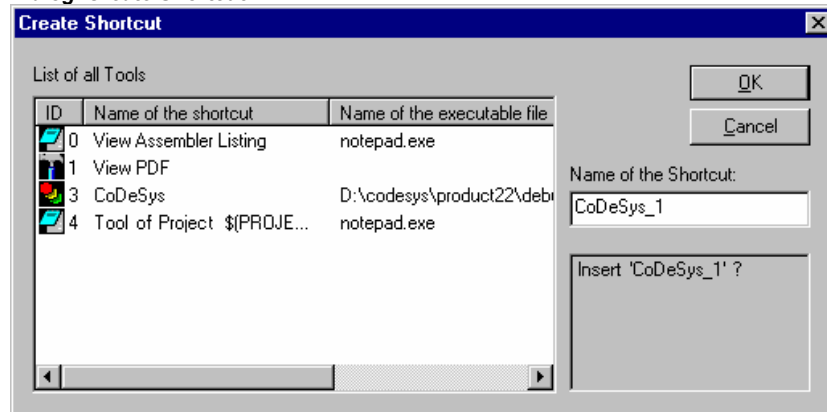 Create Shortcut
List of all Tools
OK
Cancel
ID Name of the shortcut Name of the executable file
0 View Assembler Listing notepad.exe
1 View PDF
3 CoDeSys D:\codesys\product22\deb
4 Tool of Project $(PROJE... notepad.exe
Name of the Shortcut:
CoDeSys_1
Insert 'CoDeSys_1' ?